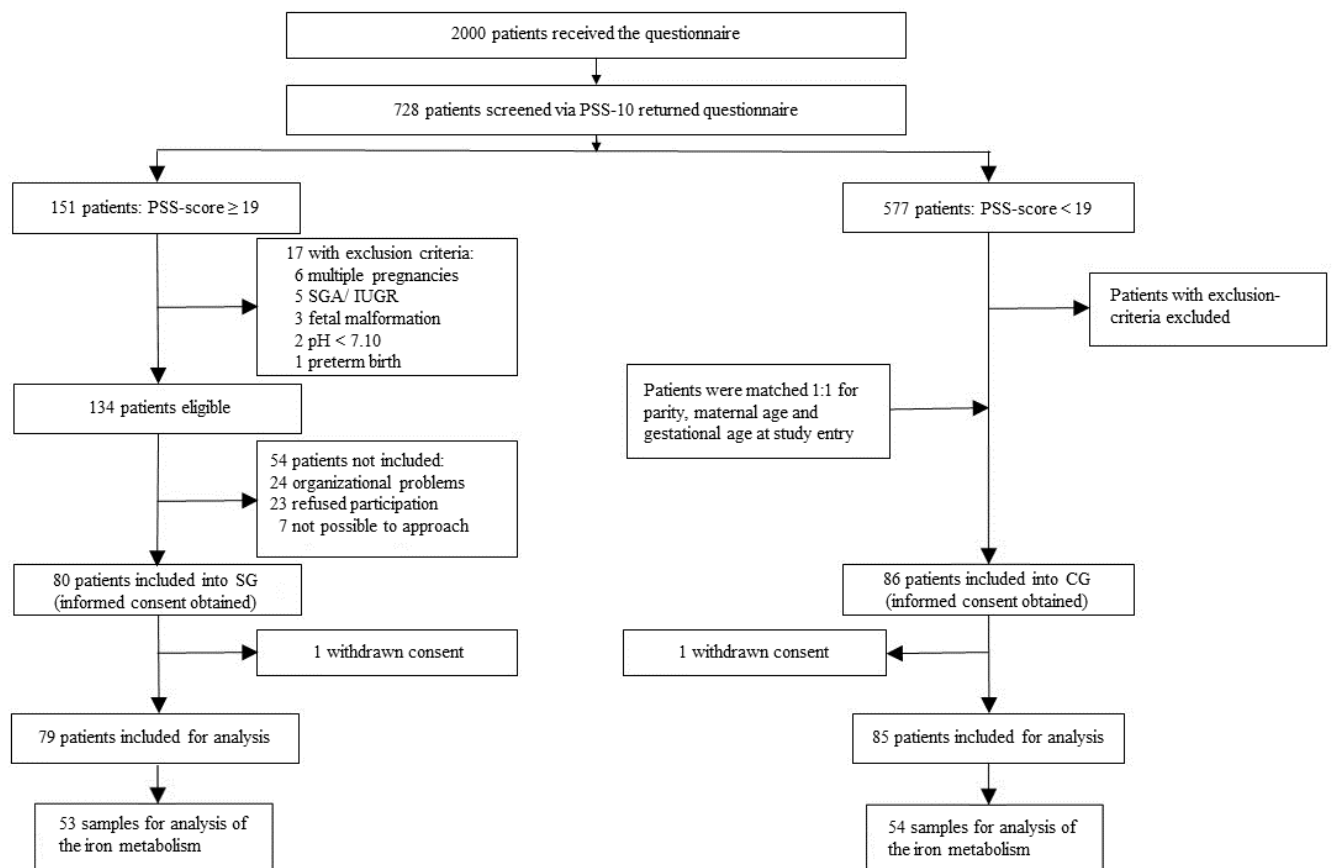 2000 patients received the questionnaire
728 patients screened via PSS-10 returned questionnaire
151 patients: PSS-score ≥ 19
577 patients: PSS-score < 19
17 with exclusion criteria:
6 multiple pregnancies
5 SGA/ IUGR
3 fetal malformation
2 pH < 7.10
1 preterm birth
Patients with exclusion-
criteria excluded
134 patients eligible
Patients were matched 1:1 for
parity, maternal age and
gestational age at study entry
54 patients not included:
24 organizational problems
23 refused participation
7 not possible to approach
80 patients included into SG
(informed consent obtained)
86 patients included into CG
(informed consent obtained)
1 withdrawn consent
1 withdrawn consent
79 patients included for analysis
85 patients included for analysis
53 samples for analysis of
the iron metabolism
54 samples for analysis of
the iron metabolism